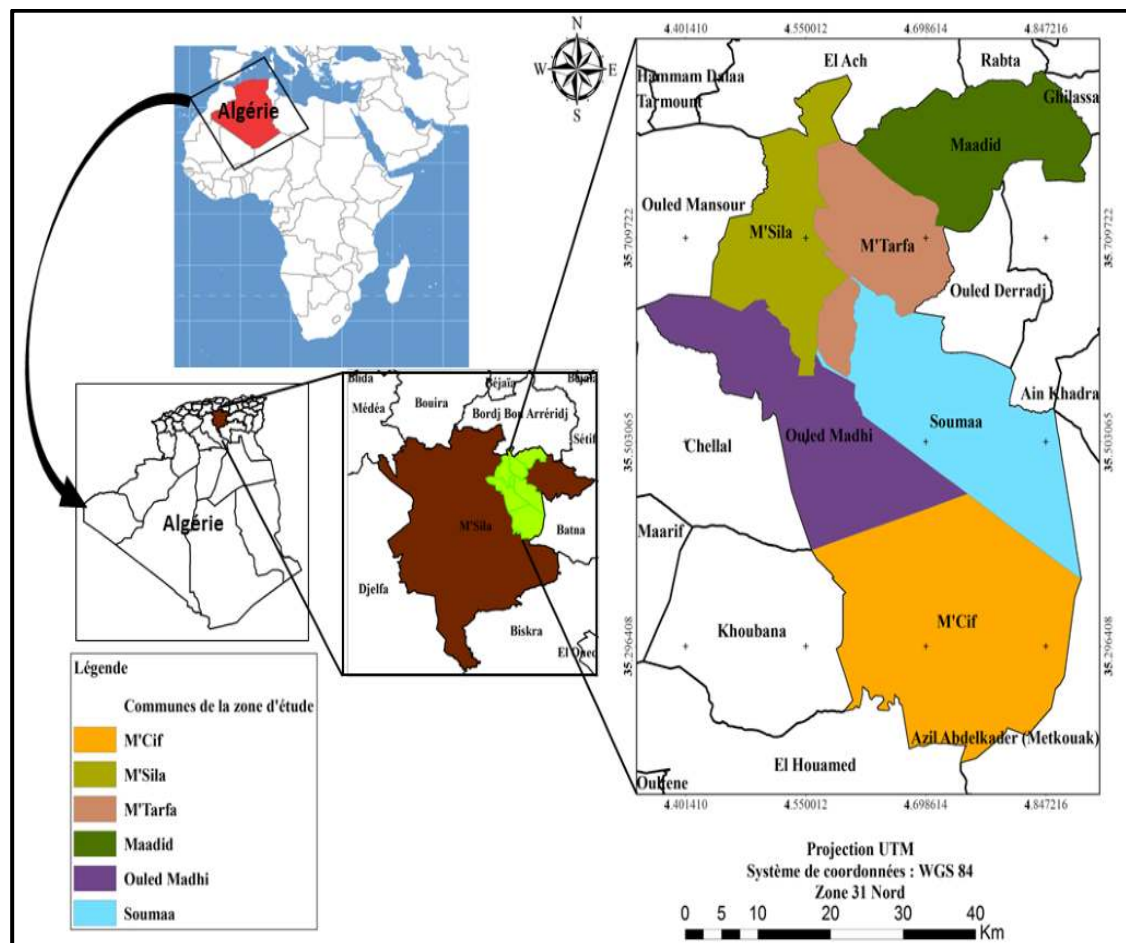 N
W E
S
Algérie
4.401410 4.550012 4.698614 4.847216
El Ach
Rabta
Hammam Dalaa
Tarmount
Ghilassa
Maadid
Ouled Mansour
M'Sila
M'Tarfa
35.709722
35.709722
Ouled Derradj
Ain Khadra
Soumaa
Ouled Madhi
Chellal
35.503065
35.503065
Maarif
M'Cif
Khoubana
35.296408
35.296408
Azil Abdelkader (Metkouak)
El Houamed
4.401410 4.550012 4.698614 4.847216
Algérie
Béjaïa
Médéa
Bouira
Bordj Bou Arréridj
Sétif
M'Sila
Batna
Djelfa
Biskra
Légende
Communes de la zone d'étude
M'Cif
M'Sila
M'Tarfa
Maadid
Ouled Madhi
Soumaa
Projection UTM
Système de coordonnées : WGS 84
Zone 31 Nord
0 5 10 20 30 40
Km